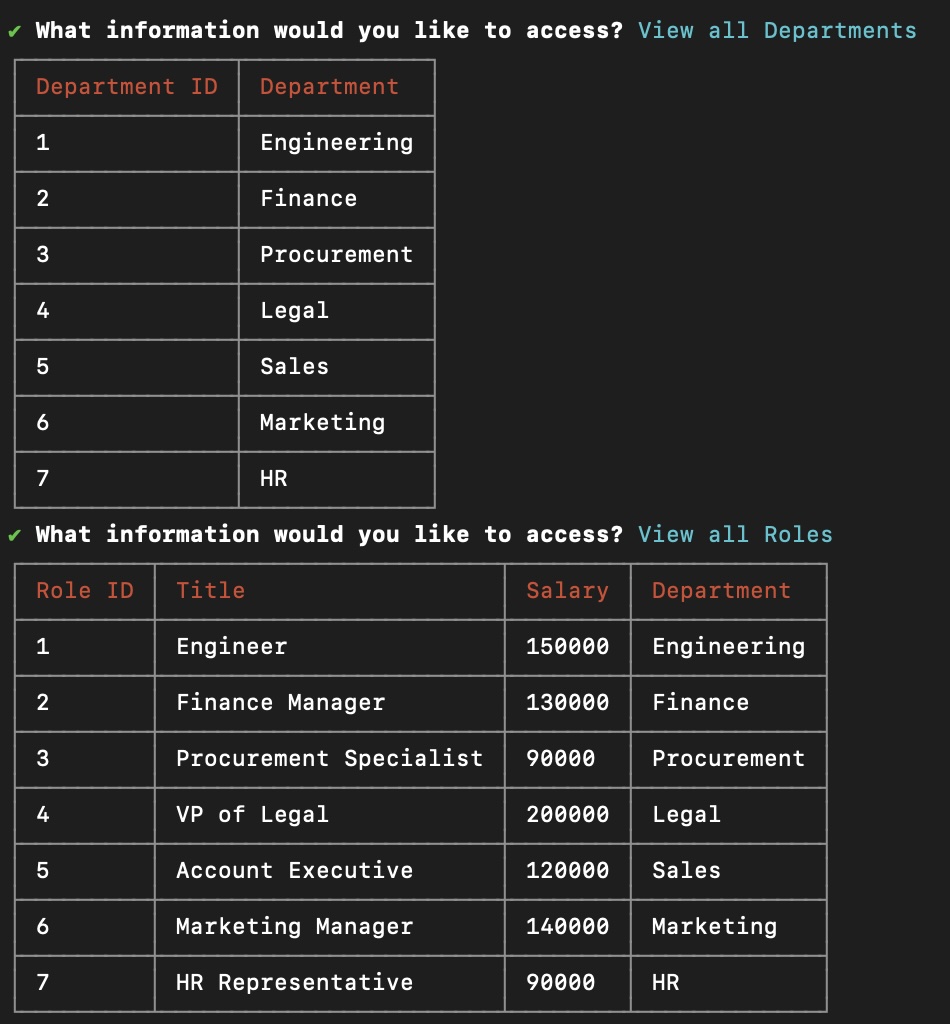 ✔ What information would you like to access? View all Departments
Department ID Department
1 Engineering
2 Finance
3 Procurement
4 Legal
5 Sales
6 Marketing
7 HR
✔ What information would you like to access? View all Roles
Role ID Title Salary Department
1 Engineer 150000 Engineering
2 Finance Manager 130000 Finance
3 Procurement Specialist 90000 Procurement
4 VP of Legal 200000 Legal
5 Account Executive 120000 Sales
6 Marketing Manager 140000 Marketing
7 HR Representative 90000 HR